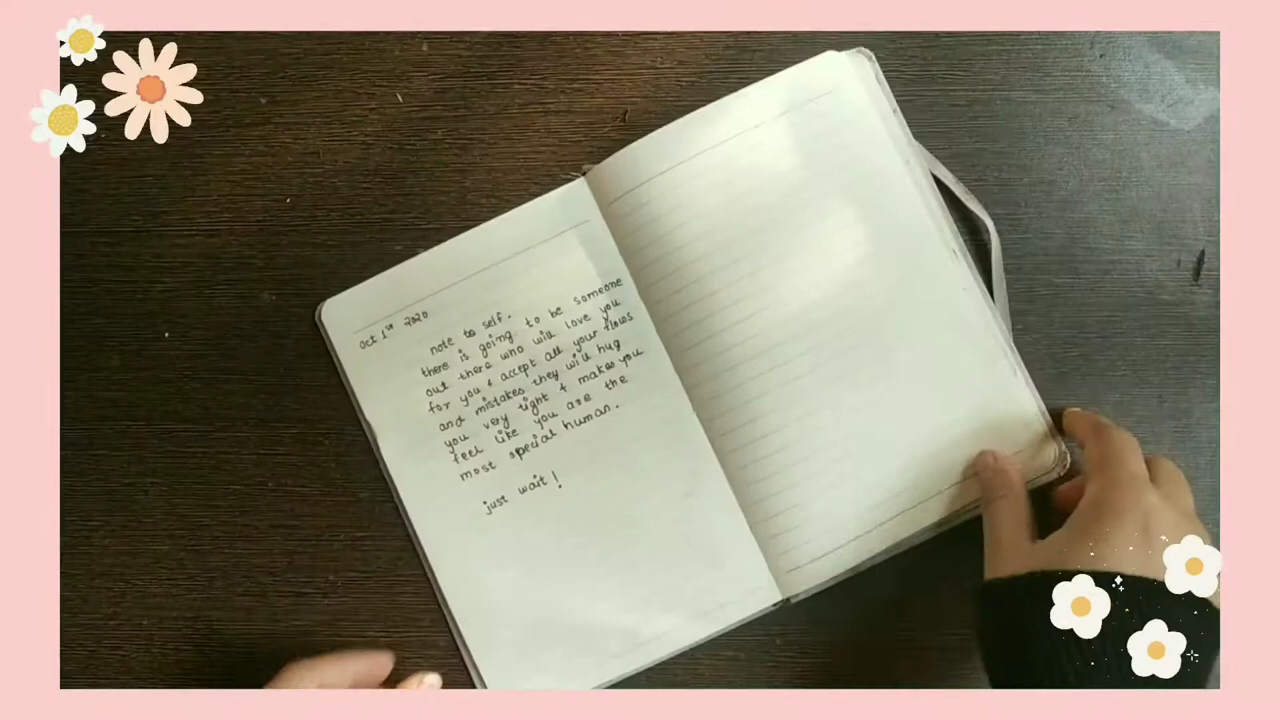 Oct 1st 2020
note to self.
there is going to be someone
out there who will love you
for you & accept all your flows
and mistakes they will hug
you very tight & makes you
feel like you are the
most special human.
just wait!